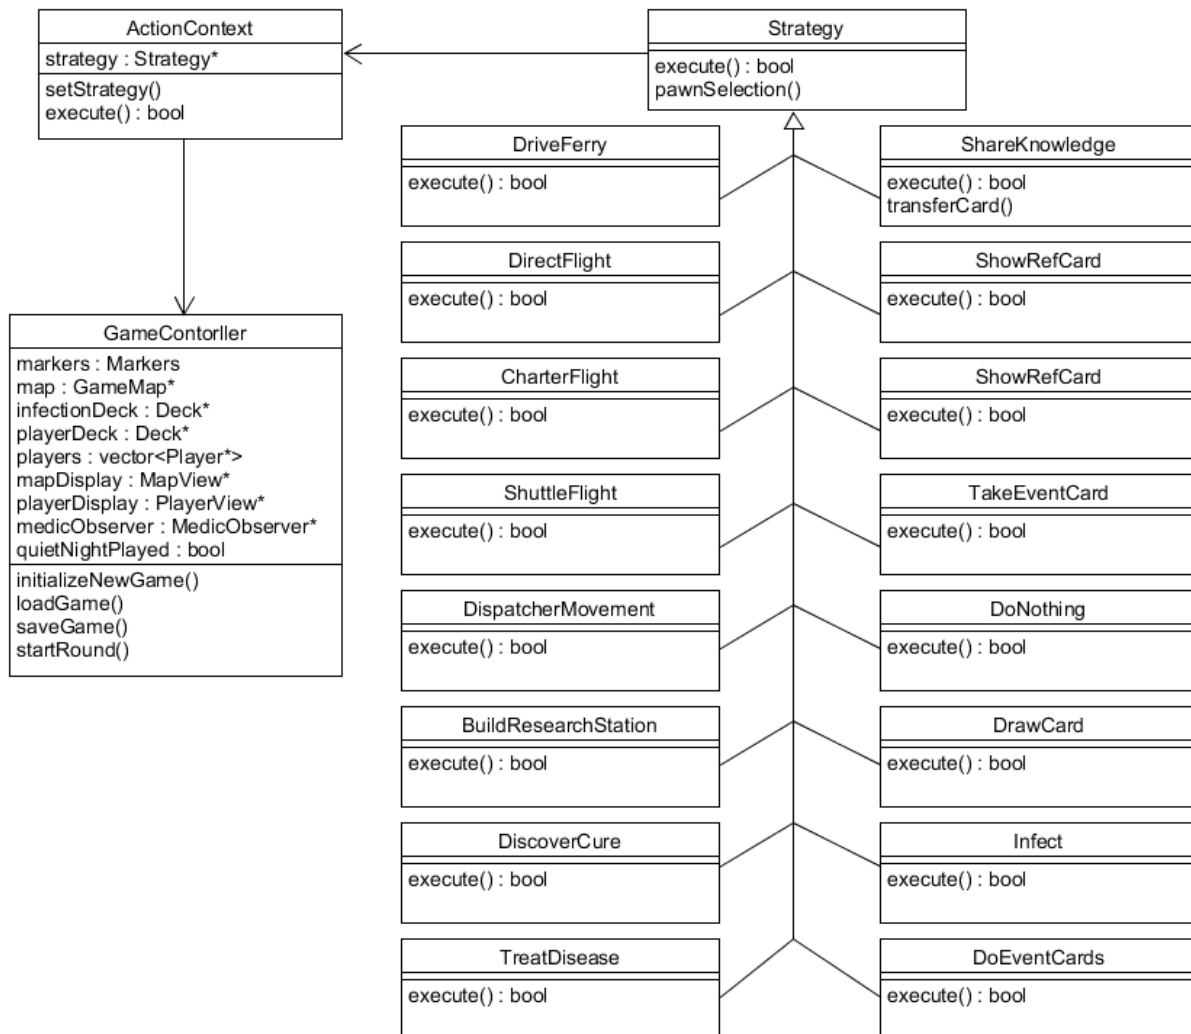 ActionContext
strategy : Strategy*
setStrategy()
execute() : bool
Strategy
execute() : bool
pawnSelection()
GameContorller
markers : Markers
map : GameMap*
infectionDeck : Deck*
playerDeck : Deck*
players : vector<Player*>
mapDisplay : MapView*
playerDisplay : PlayerView*
medicObserver : MedicObserver*
quietNightPlayed : bool
initializeNewGame()
loadGame()
saveGame()
startRound()
DriveFerry
execute() : bool
DirectFlight
execute() : bool
CharterFlight
execute() : bool
ShuttleFlight
execute() : bool
DispatcherMovement
execute() : bool
BuildResearchStation
execute() : bool
DiscoverCure
execute() : bool
TreatDisease
execute() : bool
ShareKnowledge
execute() : bool
transferCard()
ShowRefCard
execute() : bool
ShowRefCard
execute() : bool
TakeEventCard
execute() : bool
DoNothing
execute() : bool
DrawCard
execute() : bool
Infect
execute() : bool
DoEventCards
execute() : bool